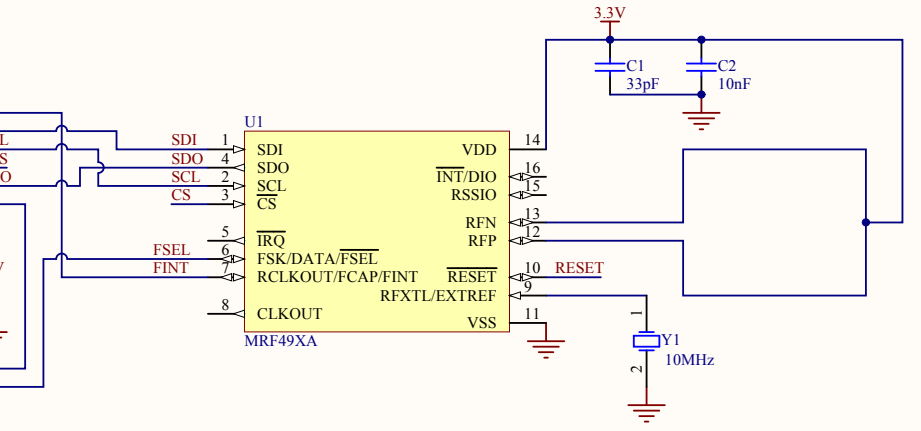 3.3V
C1
33pF
C2
10nF
U1
L
S
O
V
SDI
SDO
SCL
CS
FSEL
FINT
1
4
2
3
5
6
7
8
SDI
SDO
SCL
CS
IRQ
FSK/DATA/FSEL
RCLKOUT/FCAP/FINT
CLKOUT
VDD
INT/DIO
RSSIO
RFN
RFP
RESET
RFXTL/EXTREF
VSS
14
16
15
13
12
10
9
11
RESET
MRF49XA
1
Y1
10MHz
2